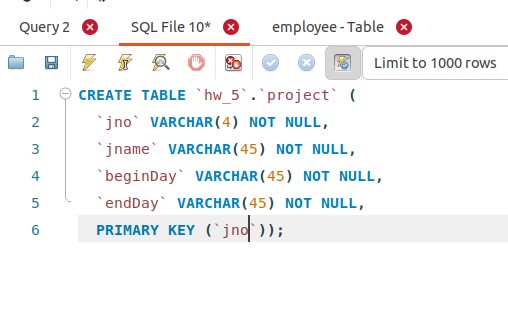 Query 2
SQL File 10*
employee - Table
Limit to 1000 rows
1 CREATE TABLE `hw_5`.`project` (
2 `jno` VARCHAR(4) NOT NULL,
3 `jname` VARCHAR(45) NOT NULL,
4 `beginDay` VARCHAR(45) NOT NULL,
5 `endDay` VARCHAR(45) NOT NULL,
6 PRIMARY KEY (`jno`));